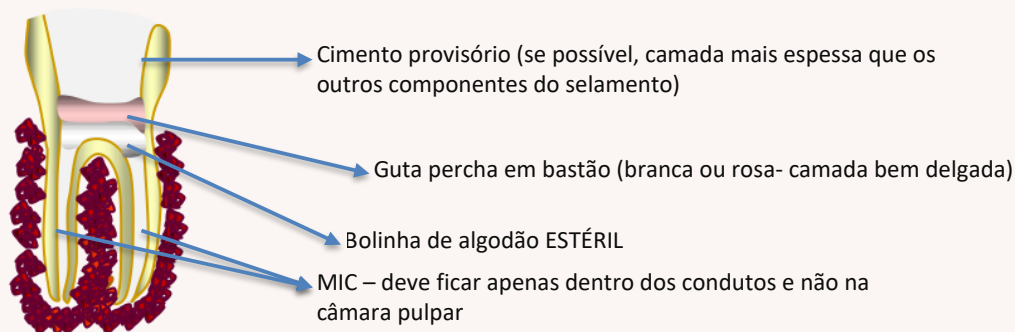 Cimento provisório (se possível, camada mais espessa que os
outros componentes do selamento)
Guta percha em bastão (branca ou rosa- camada bem delgada)
Bolinha de algodão ESTÉRIL
MIC – deve ficar apenas dentro dos condutos e não na
câmara pulpar